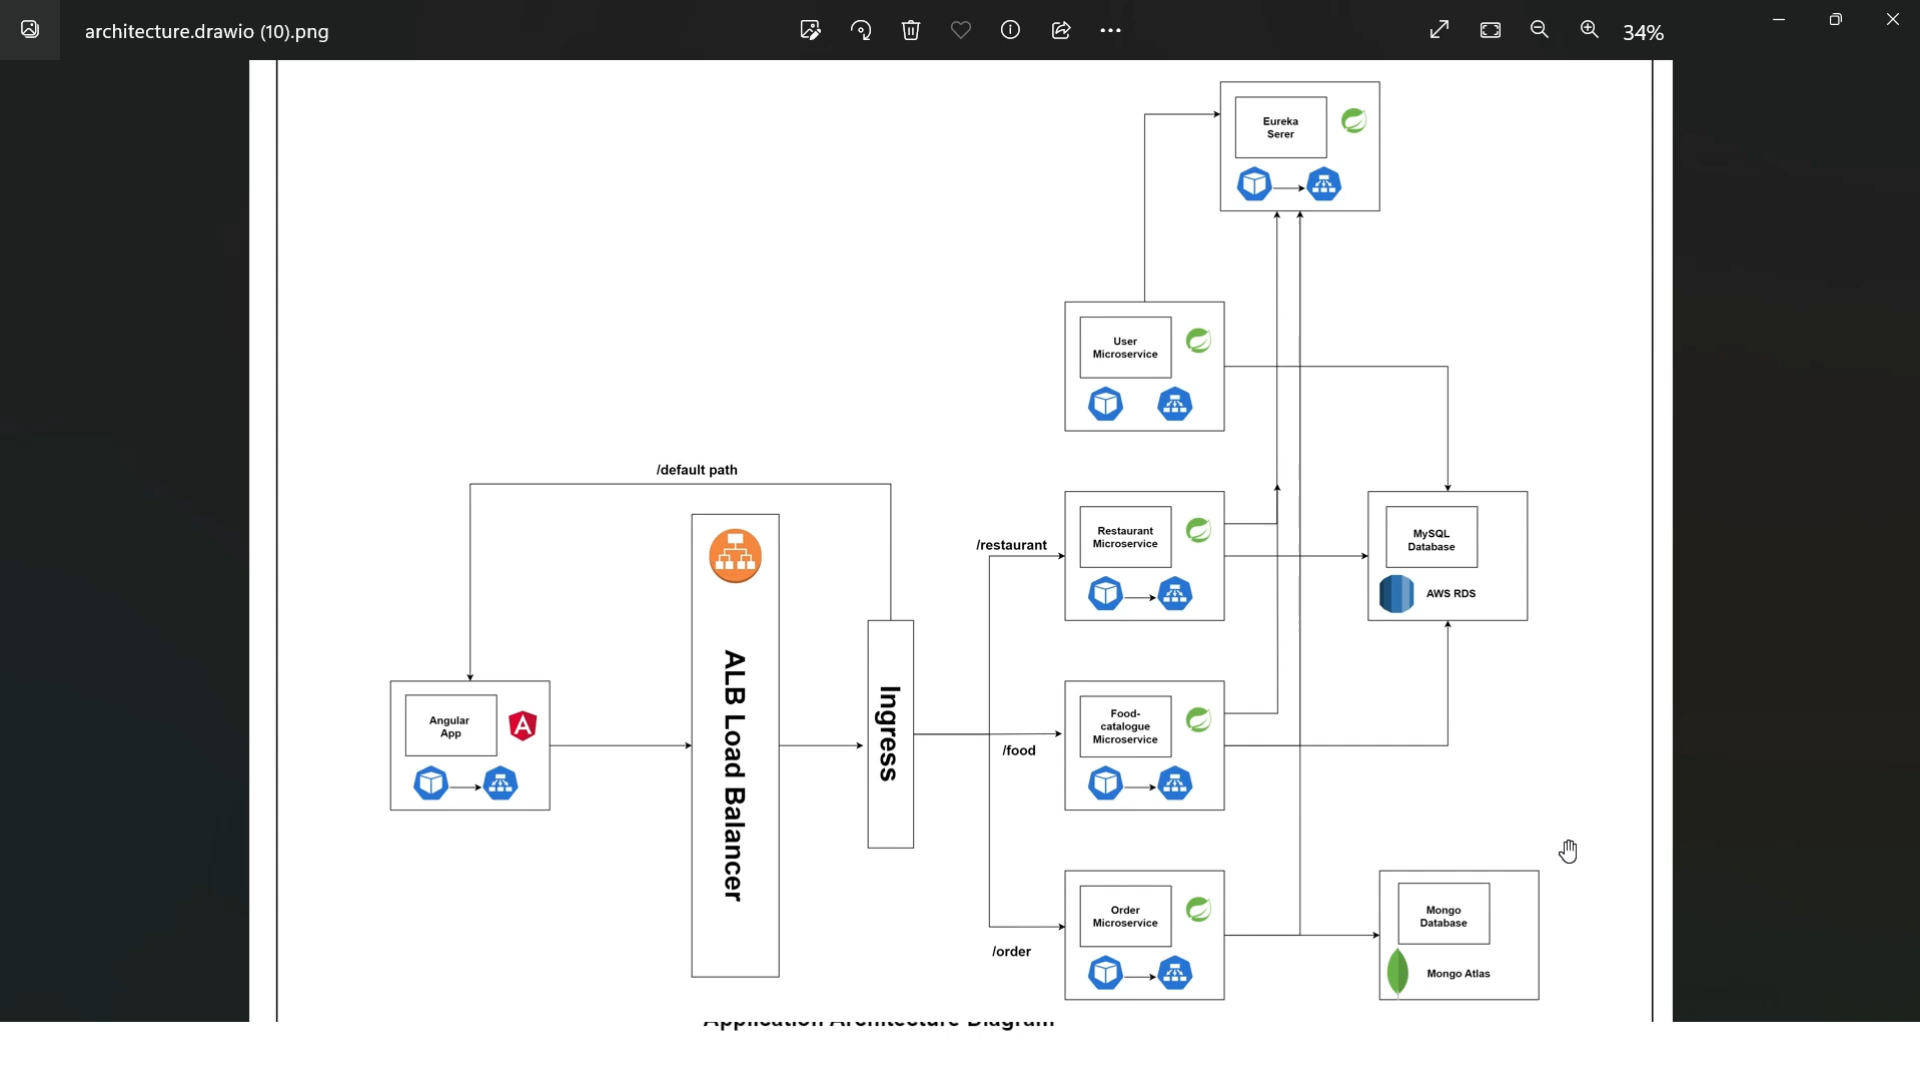 architecture.drawio (10).png
34%
Eureka
Serer
User
Microservice
/default path
/restaurant
Restaurant
Microservice
MySQL
Database
AWS RDS
ALB Load Balancer
Ingress
Angular
App
Food-
catalogue
Microservice
/food
Order
Microservice
/order
Mongo
Database
Mongo Atlas
Application Architecture Diagram